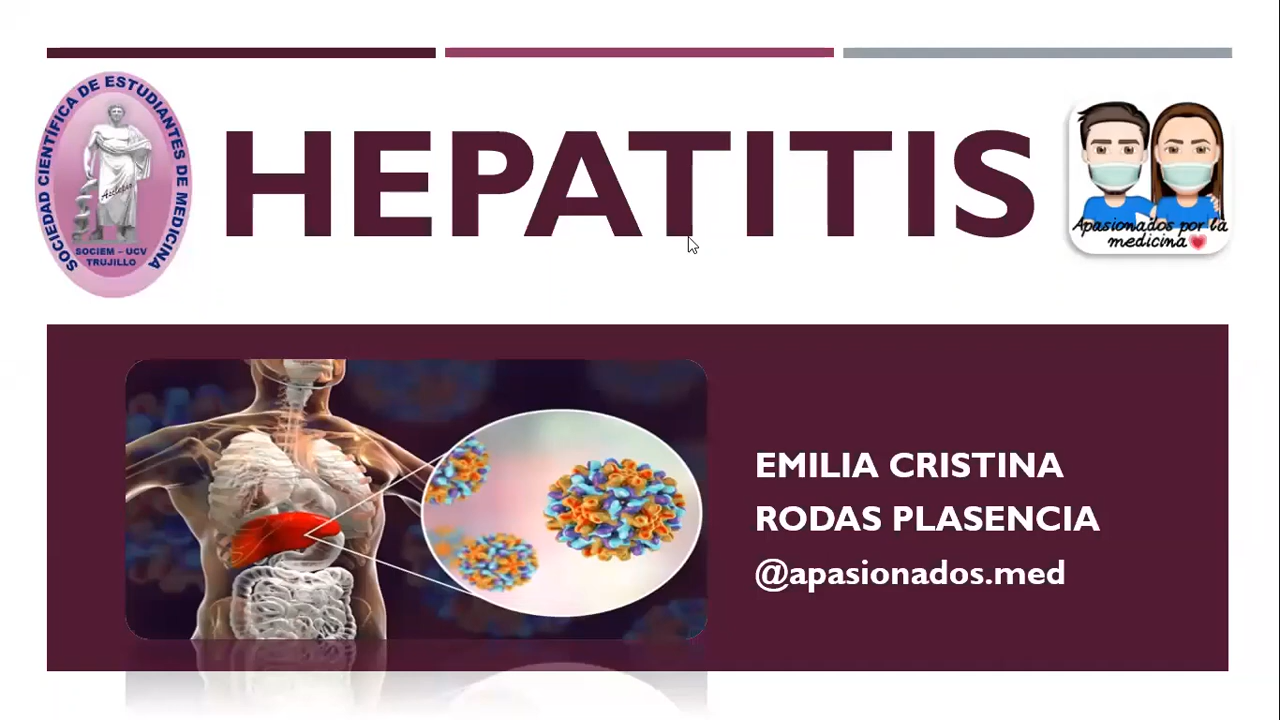 SOCIEDAD CIENTÍFICA DE ESTUDIANTES DE MEDICINA
Asclepio
SOCIEM – UCV
TRUJILLO
HEPATITIS
Apasionados por la
medicina
EMILIA CRISTINA
RODAS PLASENCIA
@apasionados.med